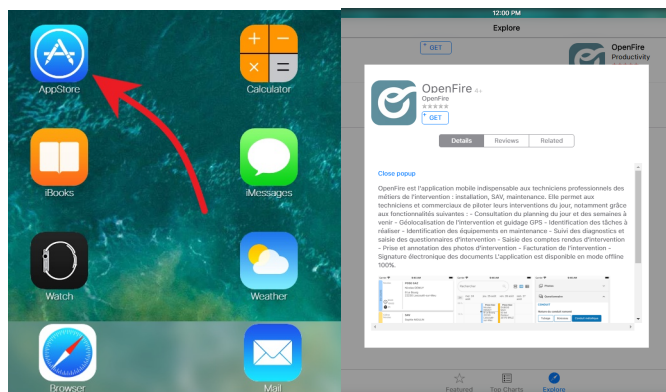 AppStore
Calculator
iBooks
iMessages
Watch
Weather
Browser
Mail
12:00 PM
Explore
GET
OpenFire
Productivity
OpenFire 4+
OpenFire
GET
Details Reviews Related
Close popup
OpenFire est l'application mobile indispensable aux techniciens professionnels des
métiers de l'intervention : installation, SAV, maintenance. Elle permet aux
techniciens et commerciaux de piloter leurs interventions du jour, notamment grâce
aux fonctionnalités suivantes : - Consultation du planning du jour et des semaines à
venir - Géolocalisation de l'intervention et guidage GPS - Identification des tâches à
réaliser - Identification des équipements en maintenance - Suivi des diagnostics et
saisie des questionnaires d'intervention - Saisie des comptes rendus d'intervention
- Prise et annotation des photos d'intervention - Facturation de l'intervention -
Signature électronique des documents L'application est disponible en mode offline
100%.
Featured Top Charts Explore